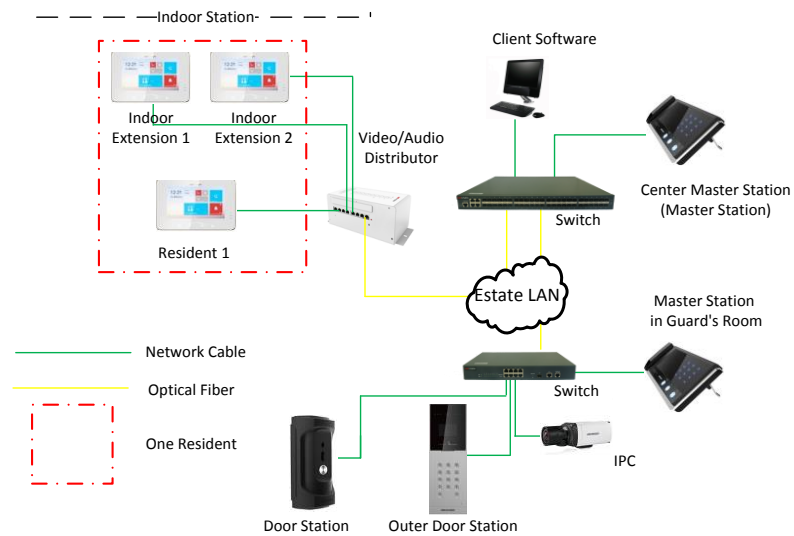 Indoor Station
Client Software
Indoor
Extension 1
Indoor
Extension 2
Video/Audio
Distributor
Center Master Station
(Master Station)
Switch
Resident 1
Estate LAN
Master Station
in Guard's Room
Network Cable
Switch
Optical Fiber
One Resident
IPC
Door Station
Outer Door Station